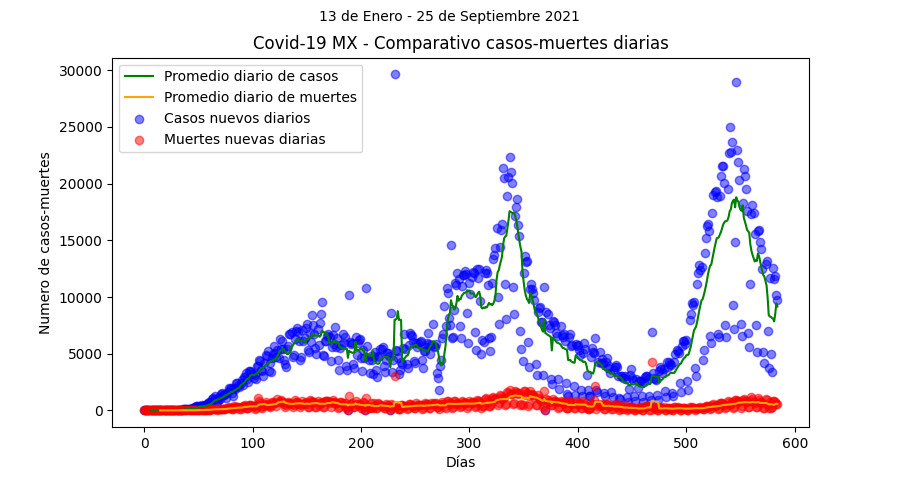 13 de Enero - 25 de Septiembre 2021
Covid-19 MX - Comparativo casos-muertes diarias
Promedio diario de casos
Promedio diario de muertes
Casos nuevos diarios
Muertes nuevas diarias
Numero de casos-muertes
30000
25000
20000
15000
10000
5000
0
0 100 200 300 400 500 600
Días